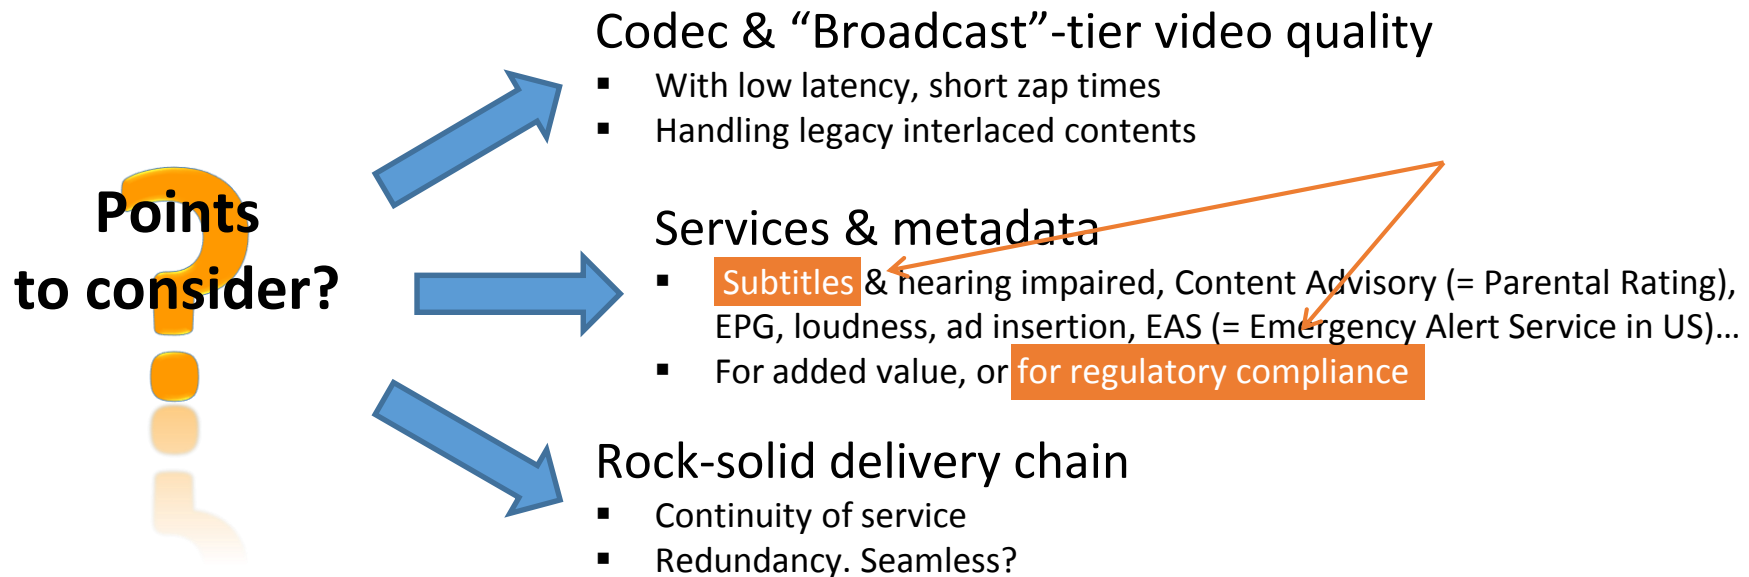 Codec & “Broadcast”-tier video quality
▪ With low latency, short zap times
▪ Handling legacy interlaced contents
Points
to consider?
Services & metadata
▪ Subtitles & hearing impaired, Content Advisory (= Parental Rating),
EPG, loudness, ad insertion, EAS (= Emergency Alert Service in US)…
▪ For added value, or for regulatory compliance
Rock-solid delivery chain
▪ Continuity of service
▪ Redundancy. Seamless?